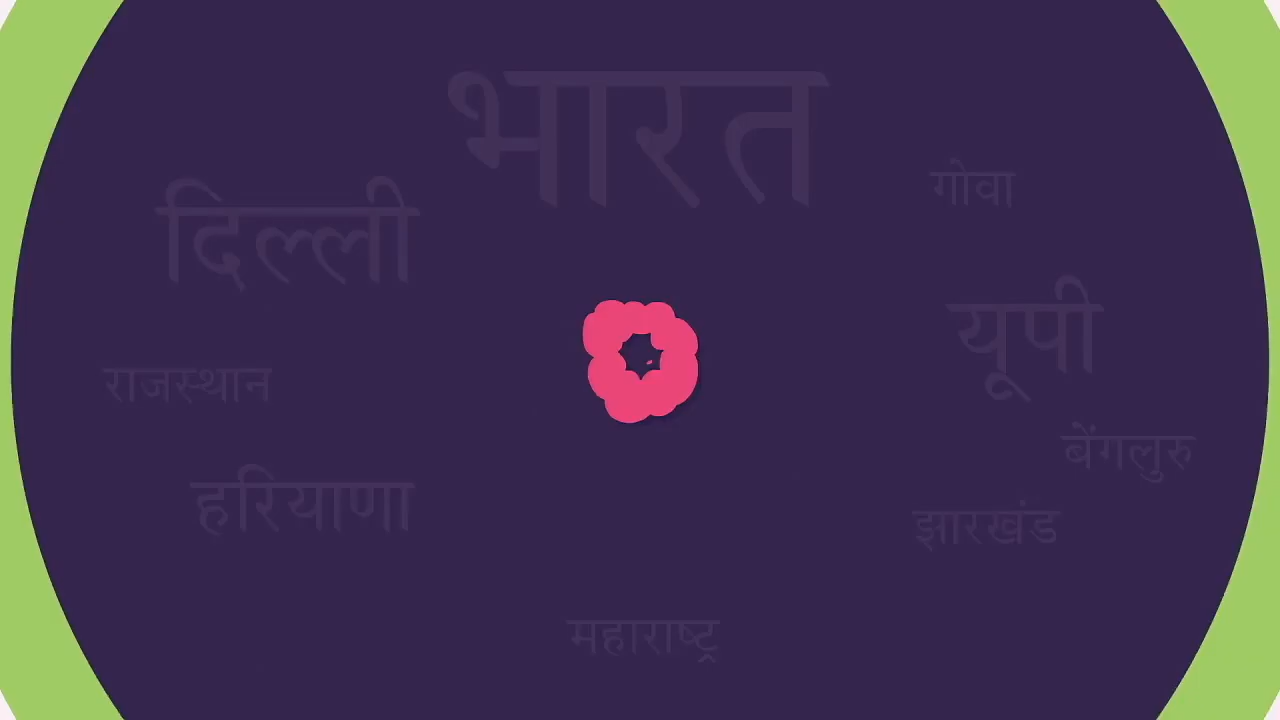 भारत
गोवा
दिल्ली
यूपी
राजस्थान
बेंगलुरु
हरियाणा
झारखंड
महाराष्ट्र